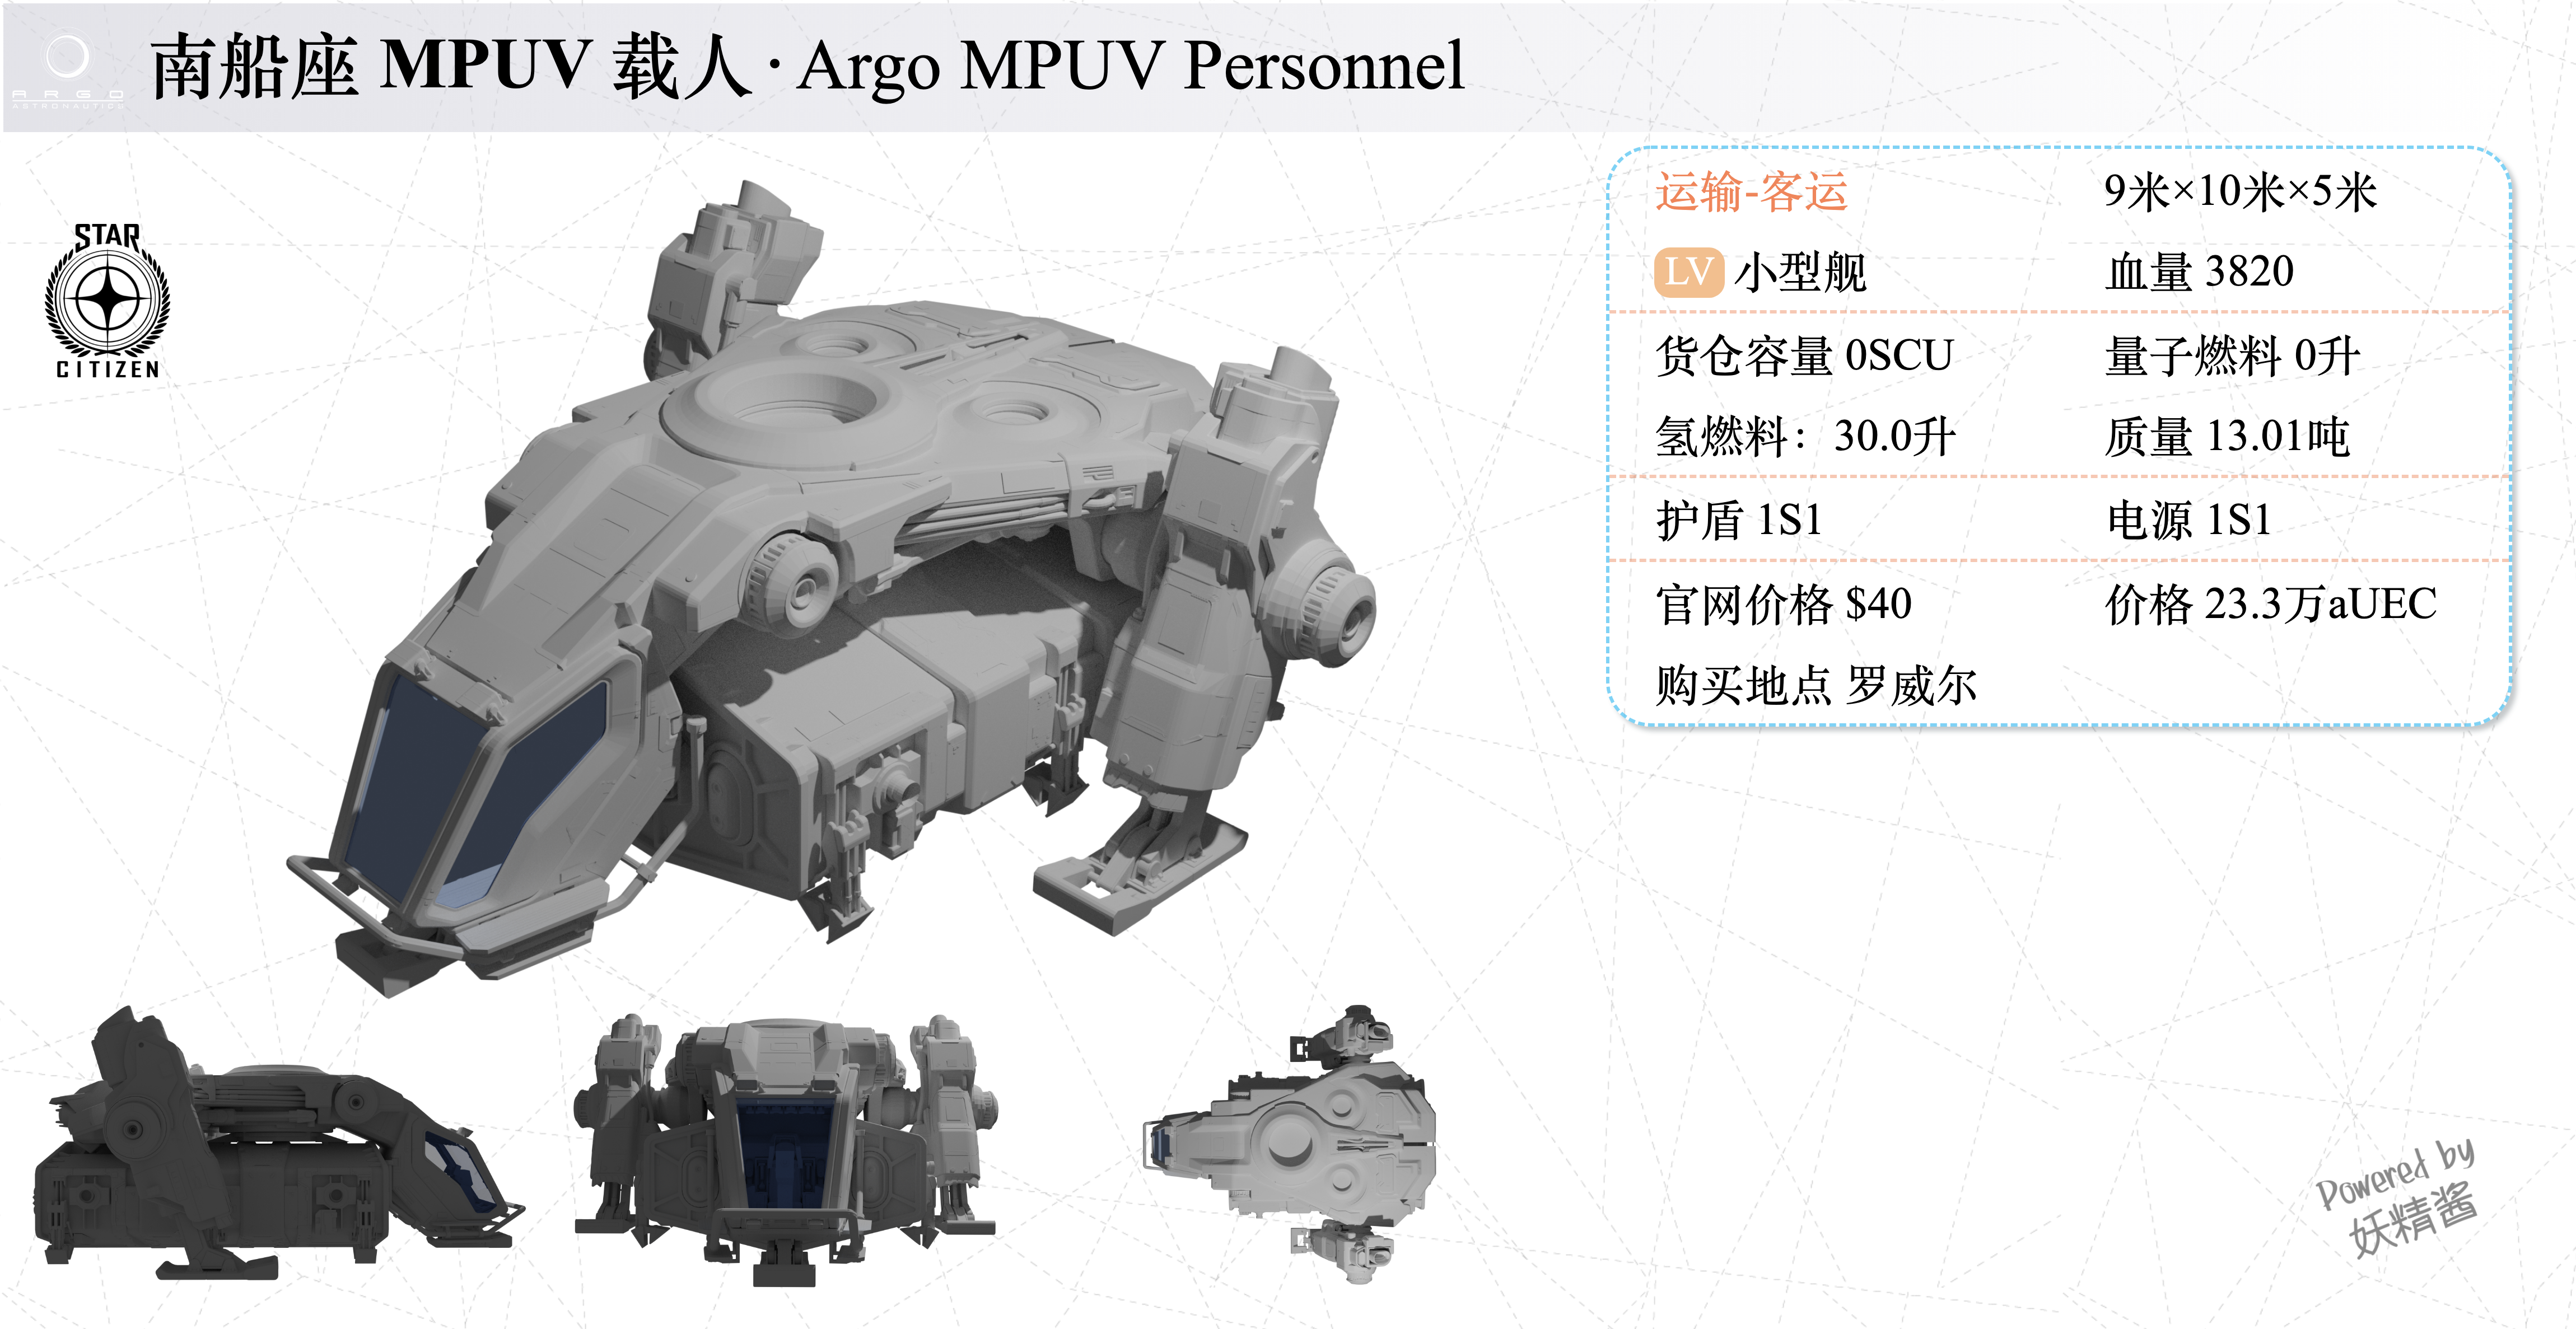 南船座 MPUV 载人·Argo MPUV Personnel
ARGO
ASTRONAUTICS
STAR
CITIZEN
运输-客运 9米×10米×5米
LV 小型舰 血量 3820
货仓容量 0SCU 量子燃料 0升
氢燃料：30.0升 质量 13.01吨
护盾 1S1 电源 1S1
官网价格 $40 价格 23.3万aUEC
购买地点 罗威尔
Powered by
妖精酱